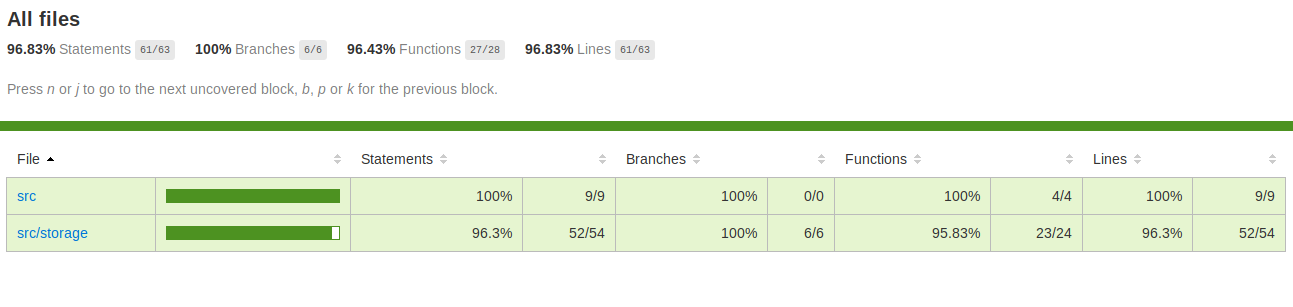 All files
96.83% Statements 61/63 100% Branches 6/6 96.43% Functions 27/28 96.83% Lines 61/63
Press n or j to go to the next uncovered block, b, p or k for the previous block.
File Statements Branches Functions Lines
src 100% 9/9 100% 0/0 100% 4/4 100% 9/9
src/storage 96.3% 52/54 100% 6/6 95.83% 23/24 96.3% 52/54